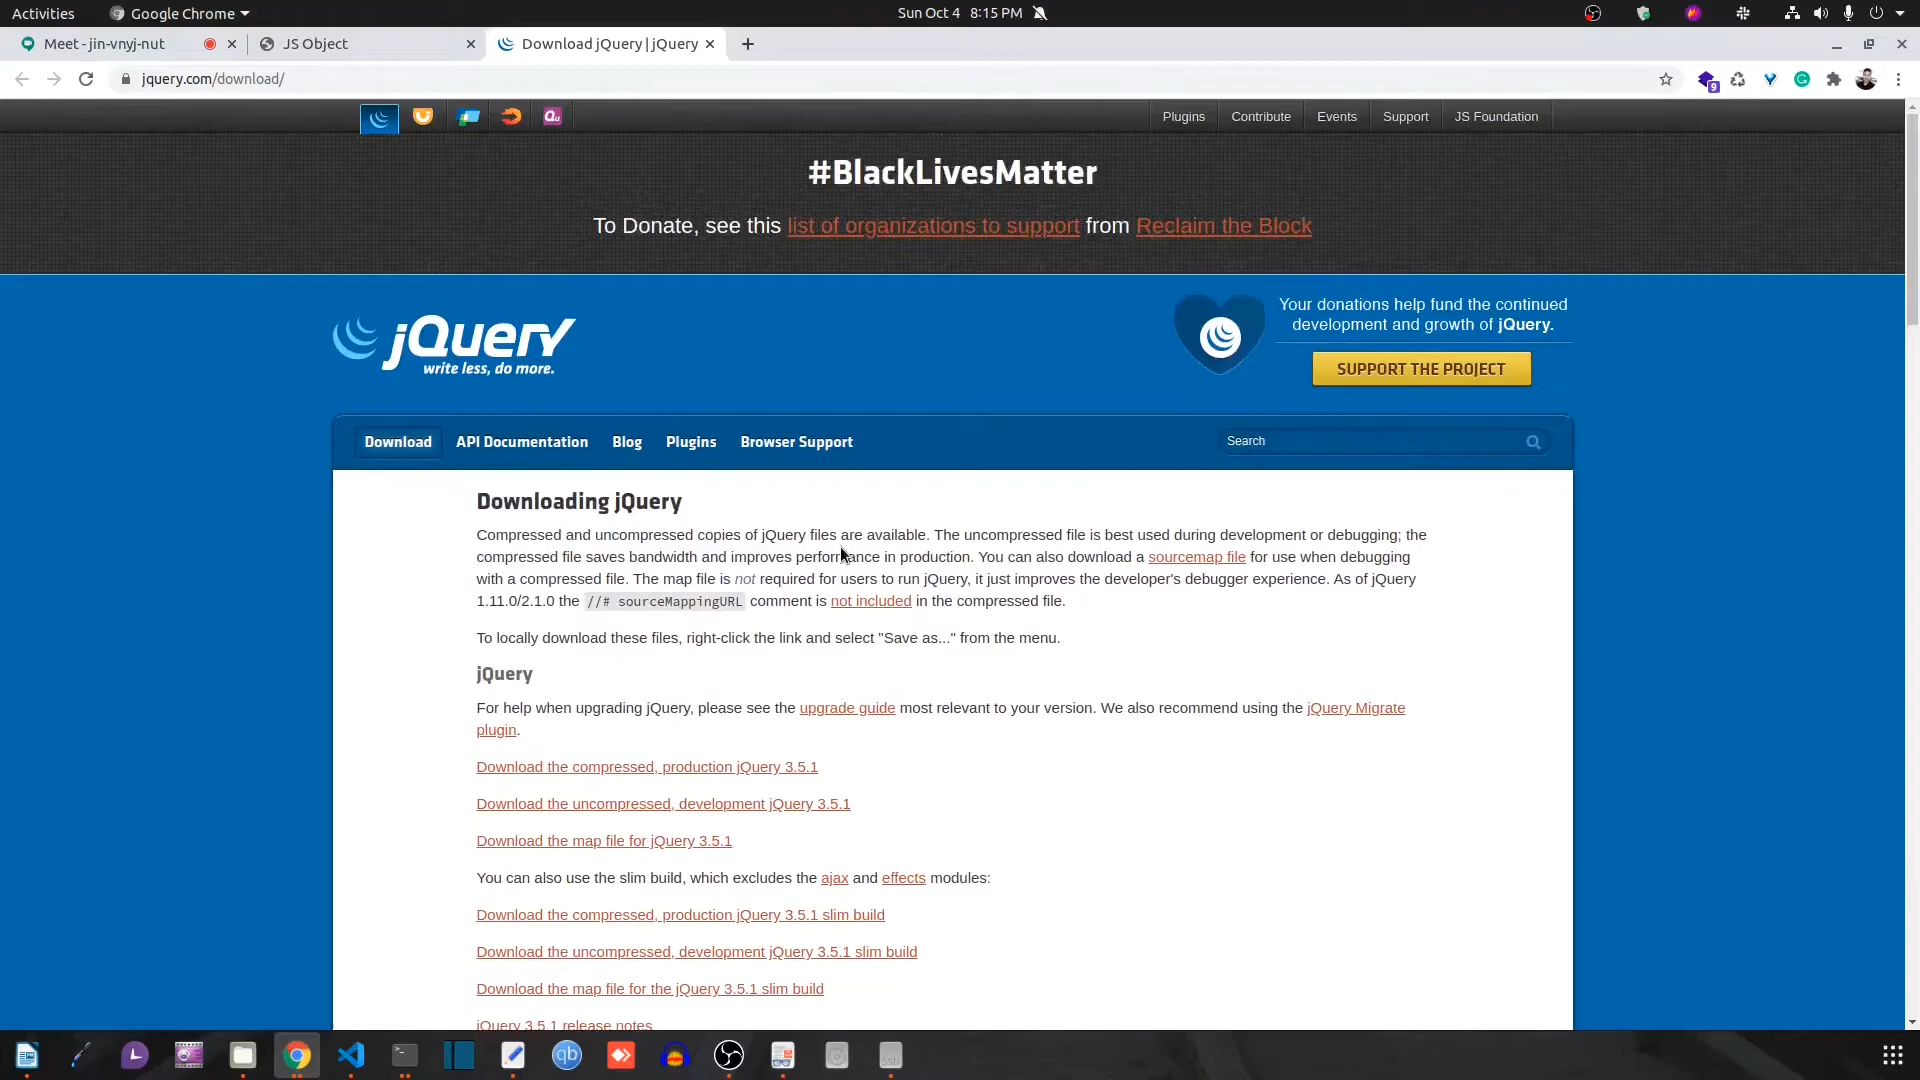 Activities
Google Chrome
Sun Oct 4 8:15 PM
Meet - jin-vnyj-nut
JS Object
Download jQuery | jQuery
jquery.com/download/
9
Qu
Plugins
Contribute
Events
Support
JS Foundation
#BlackLivesMatter
To Donate, see this list of organizations to support from Reclaim the Block
jQuery
write less, do more.
Your donations help fund the continued
development and growth of jQuery.
SUPPORT THE PROJECT
Download
API Documentation
Blog
Plugins
Browser Support
Search
Downloading jQuery
Compressed and uncompressed copies of jQuery files are available. The uncompressed file is best used during development or debugging; the
compressed file saves bandwidth and improves performance in production. You can also download a sourcemap file for use when debugging
with a compressed file. The map file is not required for users to run jQuery, it just improves the developer's debugger experience. As of jQuery
1.11.0/2.1.0 the //# sourceMappingURL comment is not included in the compressed file.
To locally download these files, right-click the link and select "Save as..." from the menu.
jQuery
For help when upgrading jQuery, please see the upgrade guide most relevant to your version. We also recommend using the jQuery Migrate
plugin.
Download the compressed, production jQuery 3.5.1
Download the uncompressed, development jQuery 3.5.1
Download the map file for jQuery 3.5.1
You can also use the slim build, which excludes the ajax and effects modules:
Download the compressed, production jQuery 3.5.1 slim build
Download the uncompressed, development jQuery 3.5.1 slim build
Download the map file for the jQuery 3.5.1 slim build
jQuery 3.5.1 release notes
qb